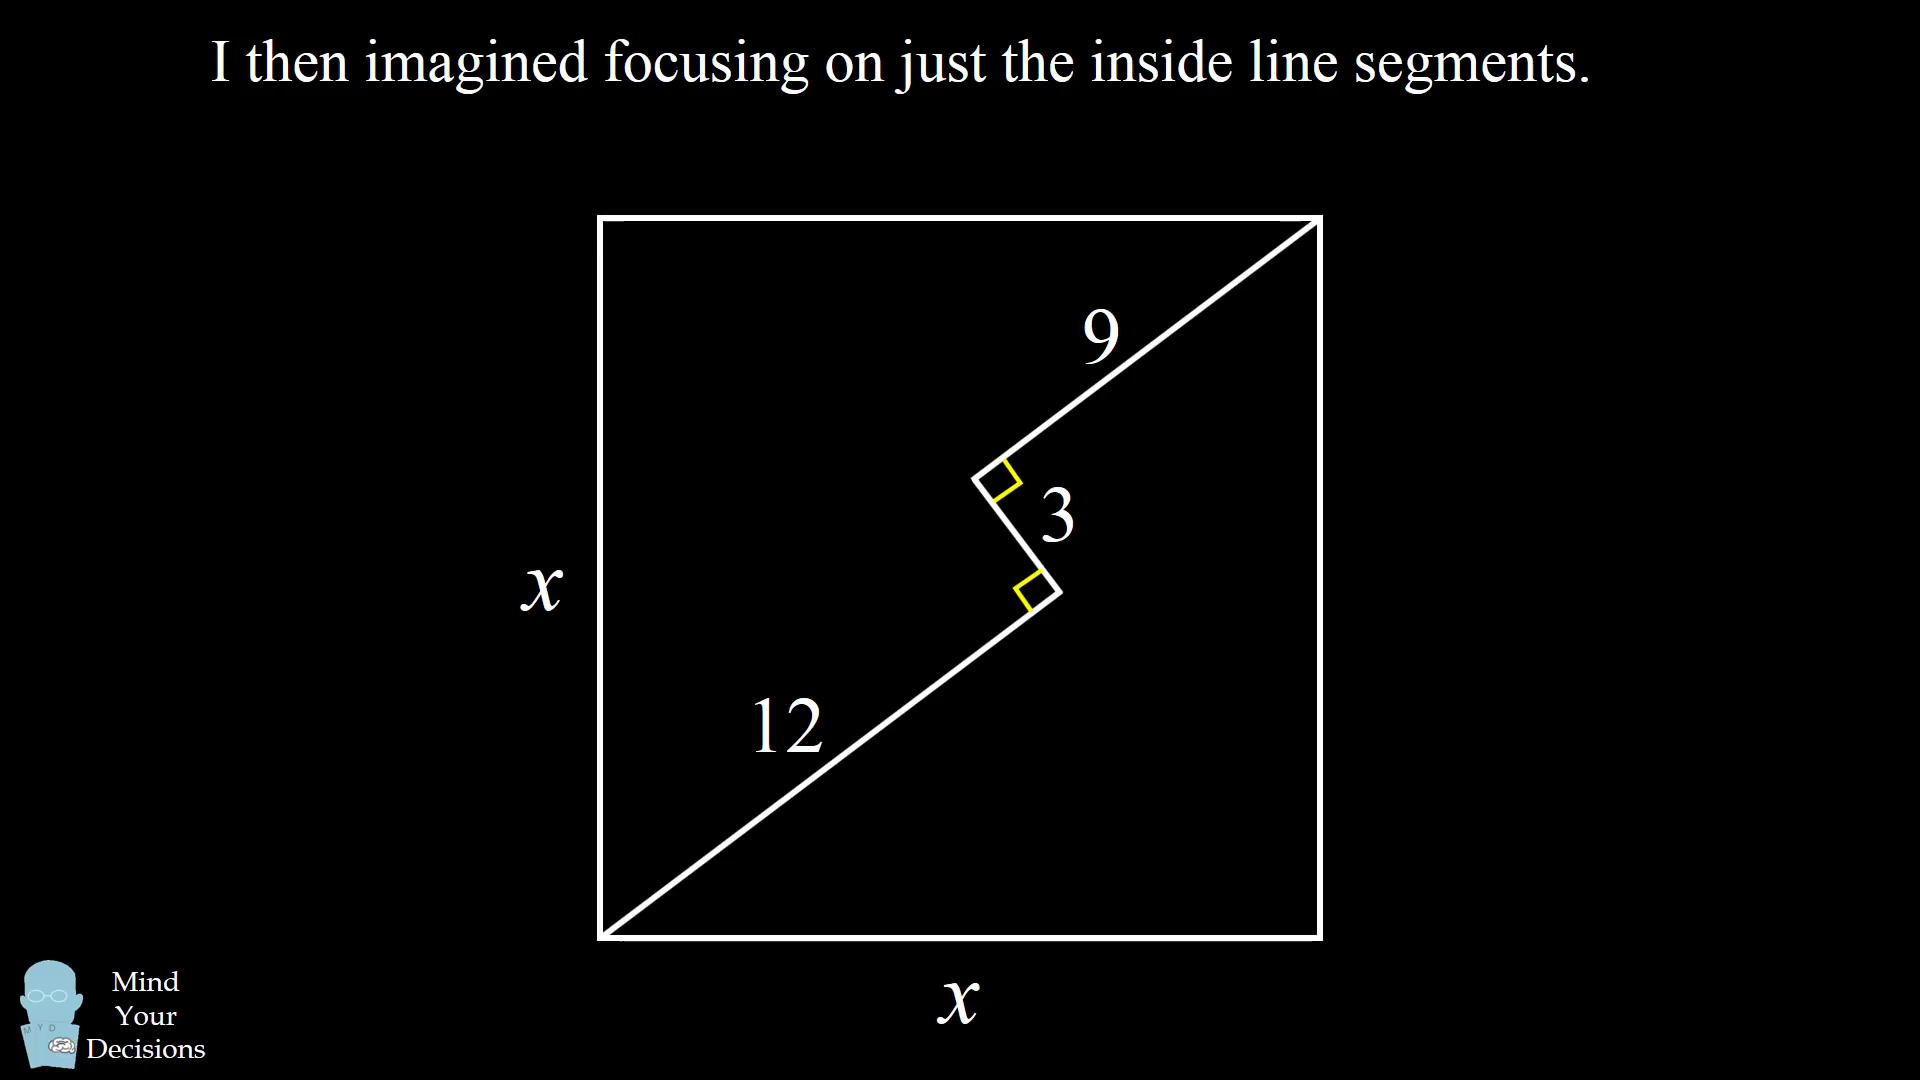 I then imagined focusing on just the inside line segments.
9
3
x
12
x
M Y D
Mind
Your
Decisions